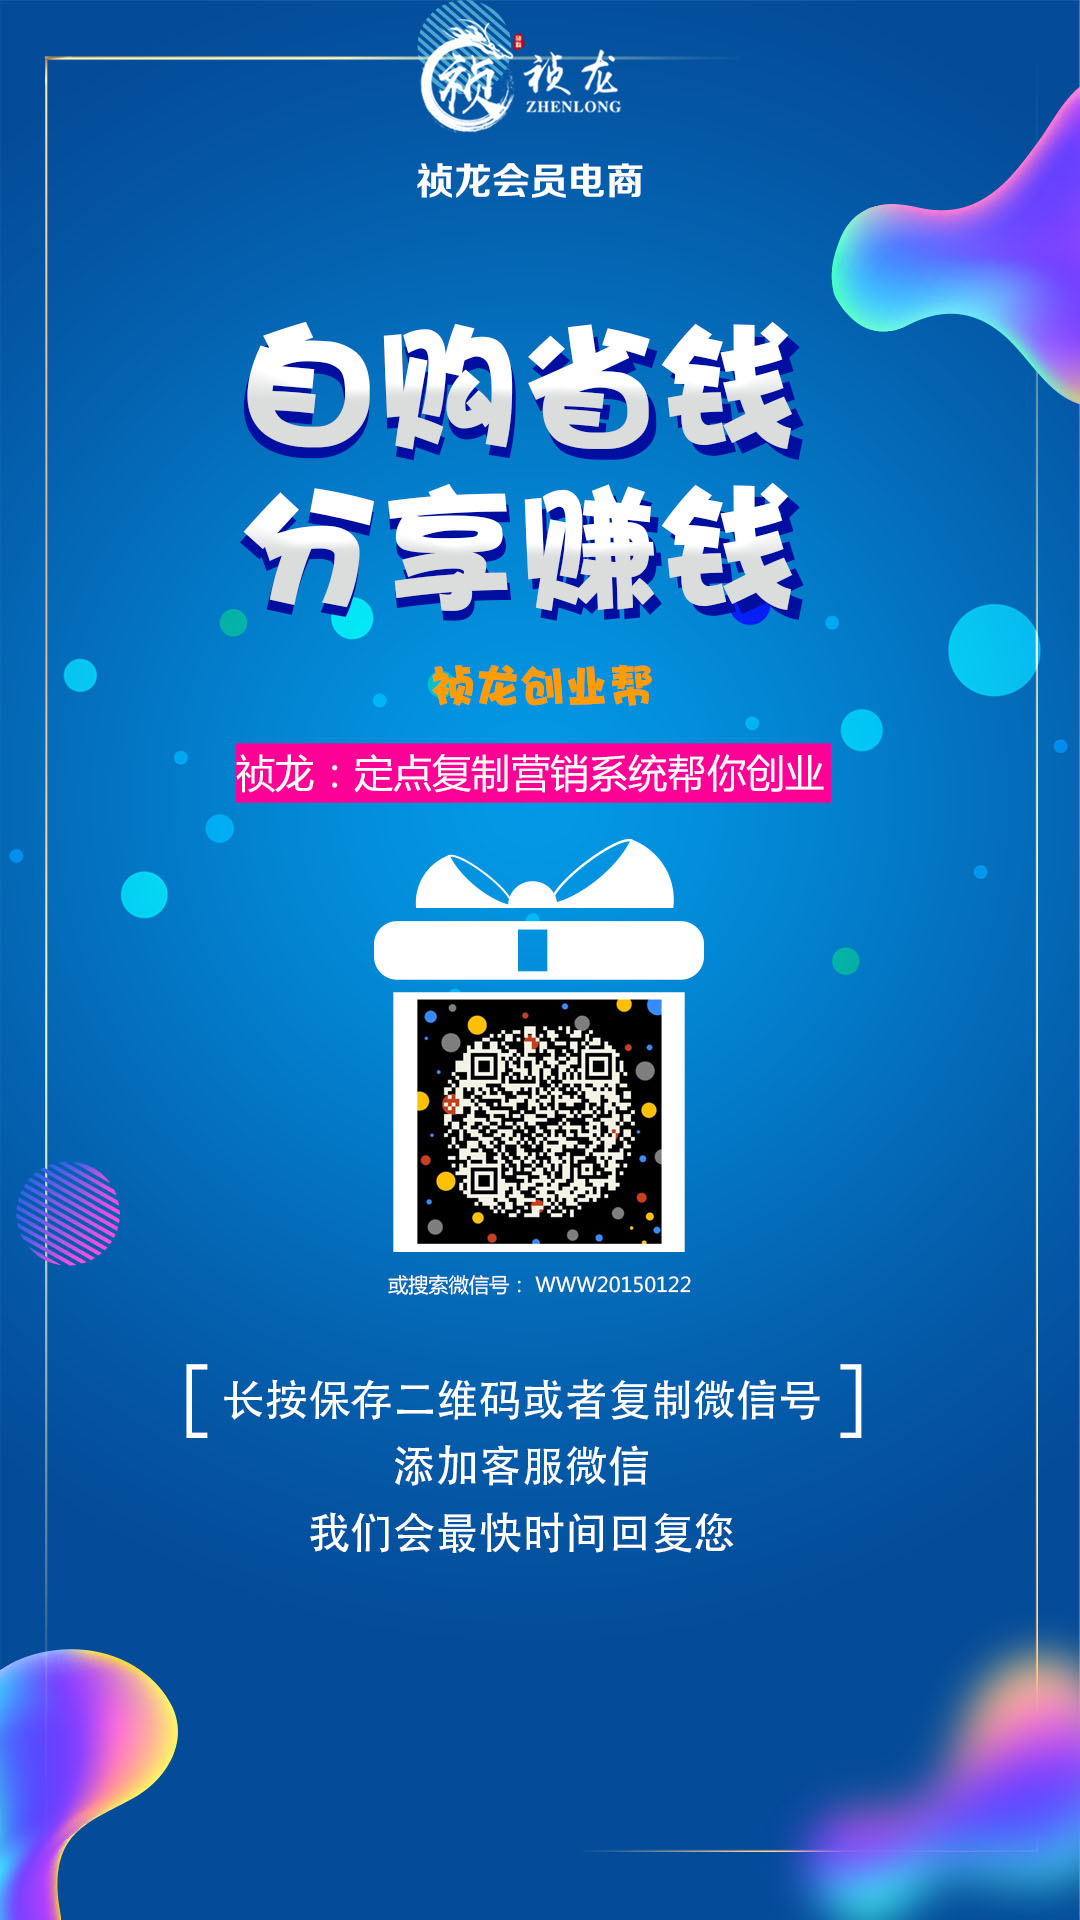 祯
祯龙
ZHENLONG
祯龙会员电商
自购省钱
分享赚钱
祯龙创业帮
祯龙：定点复制营销系统帮你创业
或搜索微信号： WWW20150122
[ 长按保存二维码或者复制微信号 ]
添加客服微信
我们会最快时间回复您